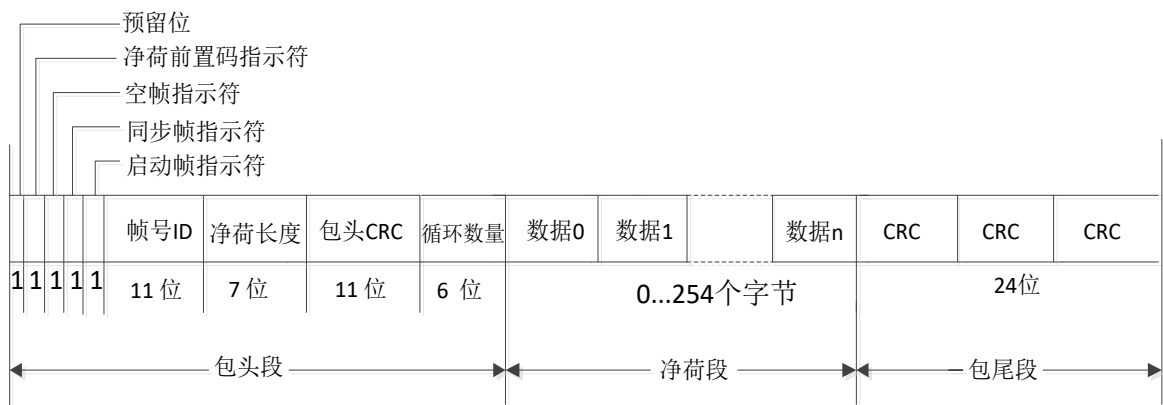 预留位
净荷前置码指示符
空帧指示符
同步帧指示符
启动帧指示符
帧号ID 净荷长度 包头CRC 循环数量 数据0 数据1 数据n CRC CRC CRC
1 1 1 1 1 11 位 7 位 11 位 6 位 0...254个字节 24位
包头段 净荷段 包尾段